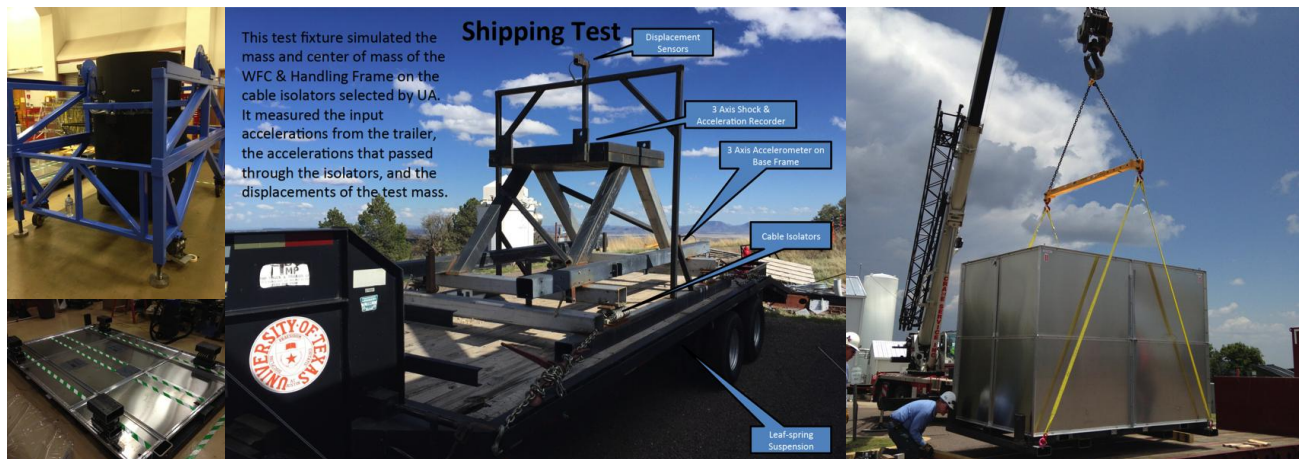 Shipping Test
This test fixture simulated the
mass and center of mass of the
WFC & Handling Frame on the
cable isolators selected by UA.
It measured the input
accelerations from the trailer,
the accelerations that passed
through the isolators, and the
displacements of the test mass.
Displacement
Sensors
3 Axis Shock &
Acceleration Recorder
3 Axis Accelerometer on
Base Frame
Cable Isolators
Leaf-spring
Suspension
MP
UNIVERSITY OF TEXAS